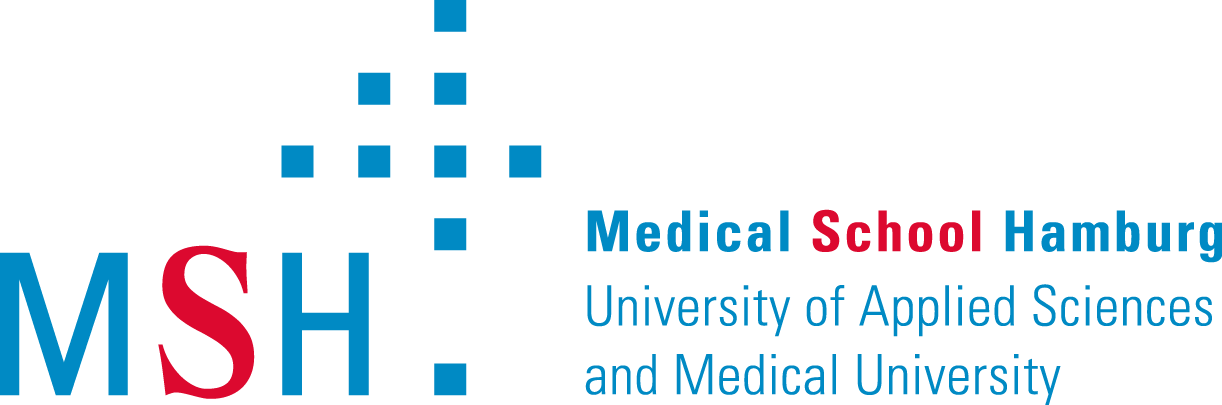 MSH
Medical School Hamburg
University of Applied Sciences
and Medical University